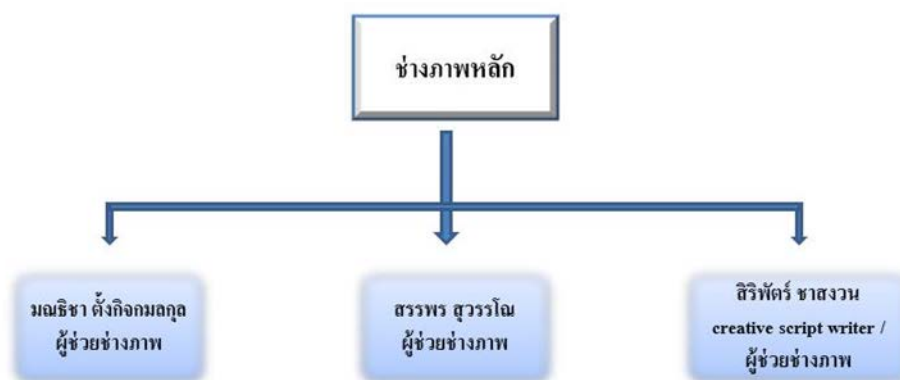 ช่างภาพหลัก
มณธิชา ตั้งกิจกมลกุล
ผู้ช่วยช่างภาพ
สรรพร สุวรรโณ
ผู้ช่วยช่างภาพ
สิริพัตร์ ชาสงวน
creative script writer /
ผู้ช่วยช่างภาพ